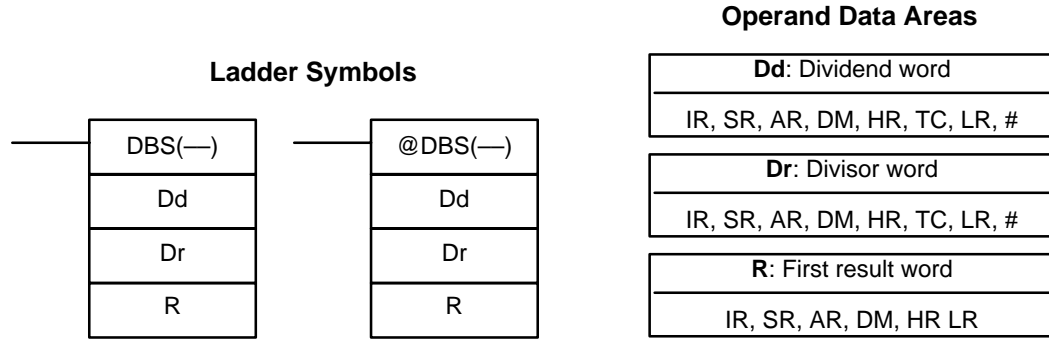 Operand Data Areas
Ladder Symbols
DBS(––)
Dd
Dr
R
@DBS(––)
Dd
Dr
R
Dd: Dividend word
IR, SR, AR, DM, HR, TC, LR, #
Dr: Divisor word
IR, SR, AR, DM, HR, TC, LR, #
R: First result word
IR, SR, AR, DM, HR LR